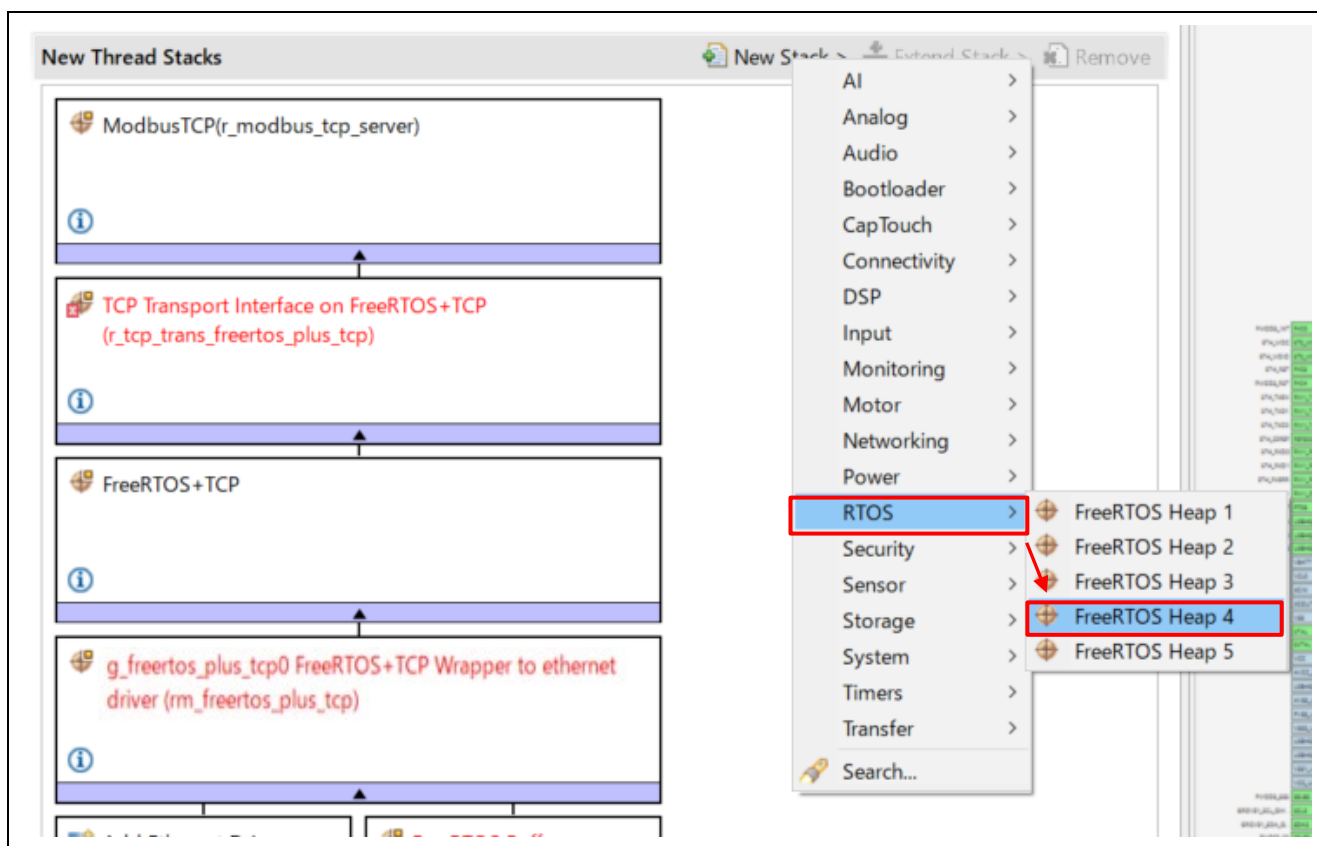 New Thread Stacks
New Stack >
Extend Stack >
Remove
ModbusTCP(r_modbus_tcp_server)
TCP Transport Interface on FreeRTOS+TCP
(r_tcp_trans_freertos_plus_tcp)
FreeRTOS+TCP
g_freertos_plus_tcp0 FreeRTOS+TCP Wrapper to ethernet
driver (rm_freertos_plus_tcp)
AI
Analog
Audio
Bootloader
CapTouch
Connectivity
DSP
Input
Monitoring
Motor
Networking
Power
RTOS
Security
Sensor
Storage
System
Timers
Transfer
Search...
FreeRTOS Heap 1
FreeRTOS Heap 2
FreeRTOS Heap 3
FreeRTOS Heap 4
FreeRTOS Heap 5